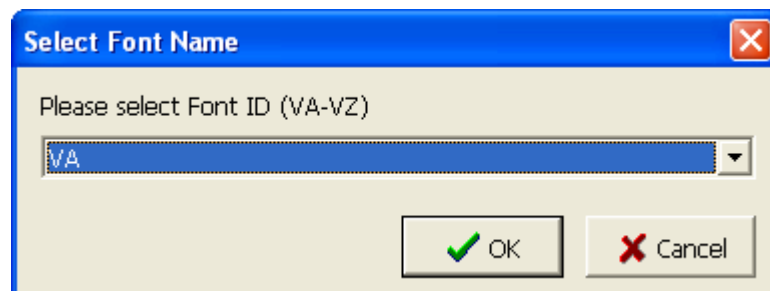 Select Font Name
Please select Font ID (VA-VZ)
VA
OK
Cancel